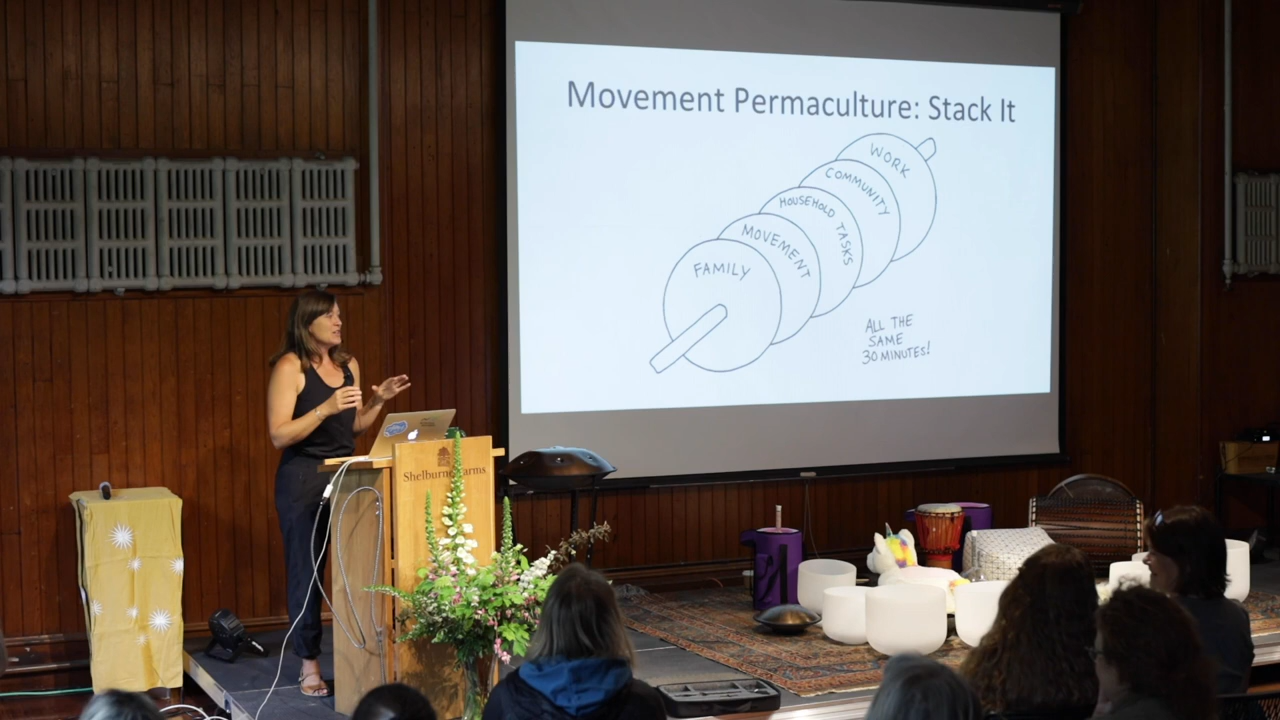 Movement Permaculture: Stack It
WORK
COMMUNITY
HOUSEHOLD TASKS
MOVEMENT
FAMILY
ALL THE
SAME
30 MINUTES!
Shelburne Farms